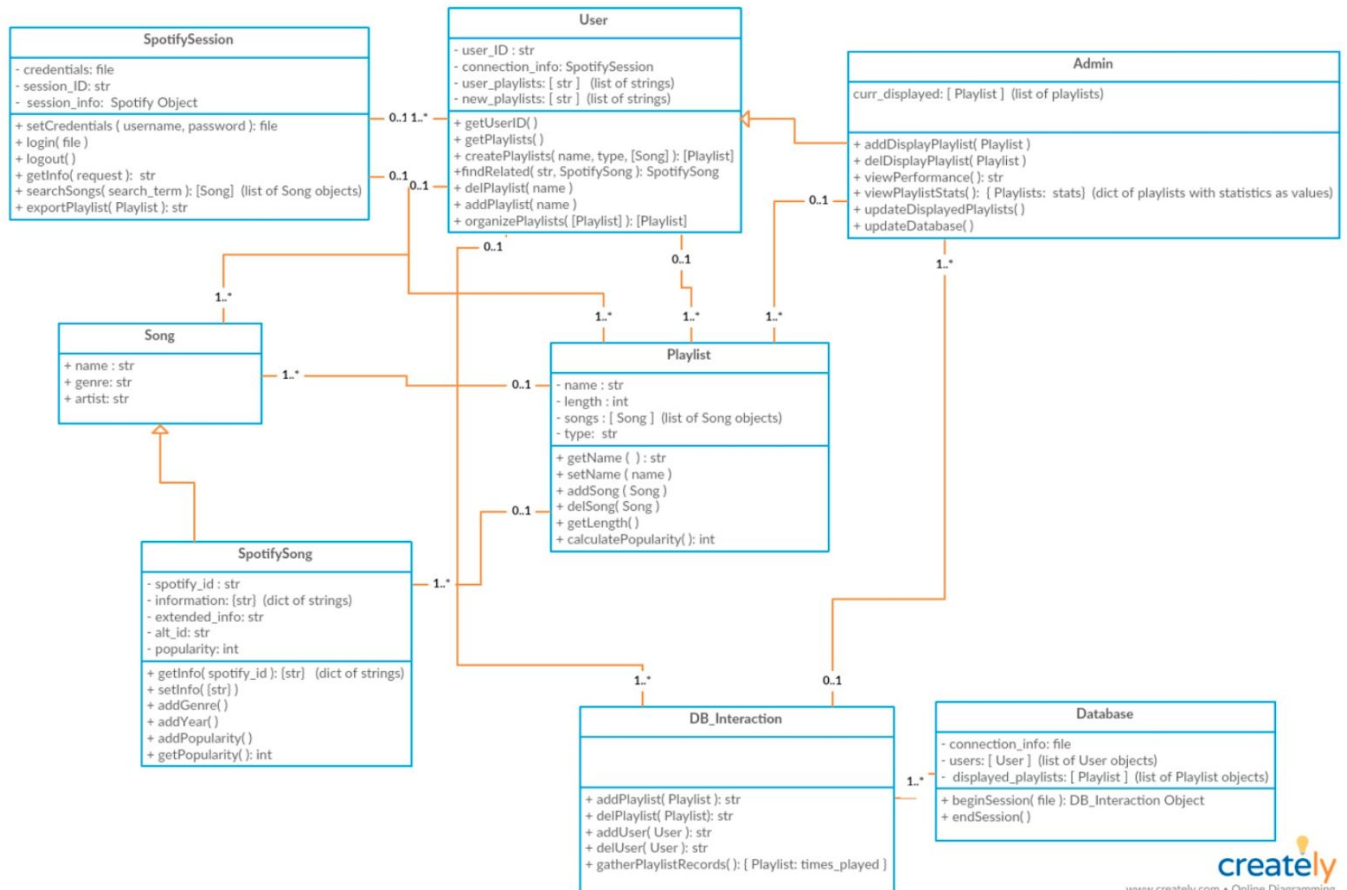 SpotifySession
- credentials: file
- session_ID: str
- session_info: Spotify Object
+ setCredentials ( username, password ): file
+ login( file )
+ logout( )
+ getInfo( request ): str
+ searchSongs( search_term ): [Song] (list of Song objects)
+ exportPlaylist( Playlist ): str
User
- user_ID : str
- connection_info: SpotifySession
- user_playlists: [ str ] (list of strings)
- new_playlists: [ str ] (list of strings)
+ getUserID( )
+ getPlaylists( )
+ createPlaylists( name, type, [Song] ): [Playlist]
+findRelated( str, SpotifySong ): SpotifySong
+ delPlaylist( name )
+ addPlaylist( name )
+ organizePlaylists( [Playlist] ): [Playlist]
Admin
curr_displayed: [ Playlist ] (list of playlists)
+ addDisplayPlaylist( Playlist )
+ delDisplayPlaylist( Playlist )
+ viewPerformance( ): str
+ viewPlaylistStats( ): { Playlists: stats} (dict of playlists with statistics as values)
+ updateDisplayedPlaylists( )
+ updateDatabase( )
0..1 1..*
0..1
0..1
0..1
0..1
0..1
1..*
1..*
1..*
1..*
1..*
Song
+ name : str
+ genre: str
+ artist: str
1..*
0..1
Playlist
- name : str
- length : int
- songs : [ Song ] (list of Song objects)
- type: str
+ getName ( ) : str
+ setName ( name )
+ addSong ( Song )
+ delSong( Song )
+ getLength( )
+ calculatePopularity( ): int
0..1
1..*
SpotifySong
- spotify_id : str
- information: {str} (dict of strings)
- extended_info: str
- alt_id: str
- popularity: int
+ getInfo( spotify_id ): {str} (dict of strings)
+ setInfo( {str} )
+ addGenre( )
+ addYear( )
+ addPopularity( )
+ getPopularity( ): int
1..*
0..1
DB_Interaction
+ addPlaylist( Playlist ): str
+ delPlaylist( Playlist): str
+ addUser( User ): str
+ delUser( User ): str
+ gatherPlaylistRecords( ): { Playlist: times_played }
1..*
Database
- connection_info: file
- users: [ User ] (list of User objects)
- displayed_playlists: [ Playlist ] (list of Playlist objects)
+ beginSession( file ): DB_Interaction Object
+ endSession( )
creately
www.creately.com • Online Diagramming